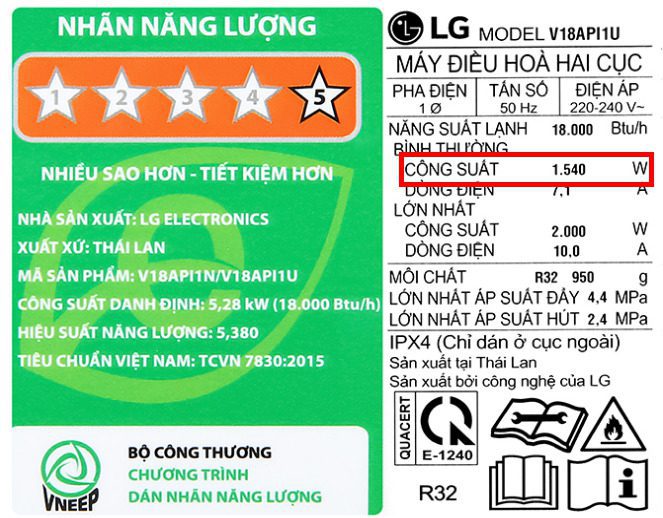 NHÃN NĂNG LƯỢNG
1 2 3 4 5
NHIỀU SAO HƠN - TIẾT KIỆM HƠN
NHÀ SẢN XUẤT: LG ELECTRONICS
XUẤT XỨ: THÁI LAN
MÃ SẢN PHẨM: V18API1N/V18API1U
CÔNG SUẤT DANH ĐỊNH: 5,28 kW (18.000 Btu/h)
HIỆU SUẤT NĂNG LƯỢNG: 5,380
TIÊU CHUẨN VIỆT NAM: TCVN 7830:2015
VNEEP
BỘ CÔNG THƯƠNG
CHƯƠNG TRÌNH
DÁN NHÃN NĂNG LƯỢNG
LG MODEL V18API1U
MÁY ĐIỀU HOÀ HAI CỤC
PHA ĐIỆN TẦN SỐ ĐIỆN ÁP
1 Ø 50 Hz 220-240 V~
NĂNG SUẤT LẠNH 18.000 Btu/h
BÌNH THƯỜNG
CÔNG SUẤT 1.540 W
DÒNG ĐIỆN 7,1 A
LỚN NHẤT
CÔNG SUẤT 2.000 W
DÒNG ĐIỆN 10,0 A
MÔI CHẤT R32 950 g
LỚN NHẤT ÁP SUẤT ĐẨY 4,4 MPa
LỚN NHẤT ÁP SUẤT HÚT 2,4 MPa
IPX4 (Chỉ dán ở cục ngoài)
Sản xuất tại Thái Lan
Sản xuất bởi công nghệ của LG
QUACERT
E-1240
R32